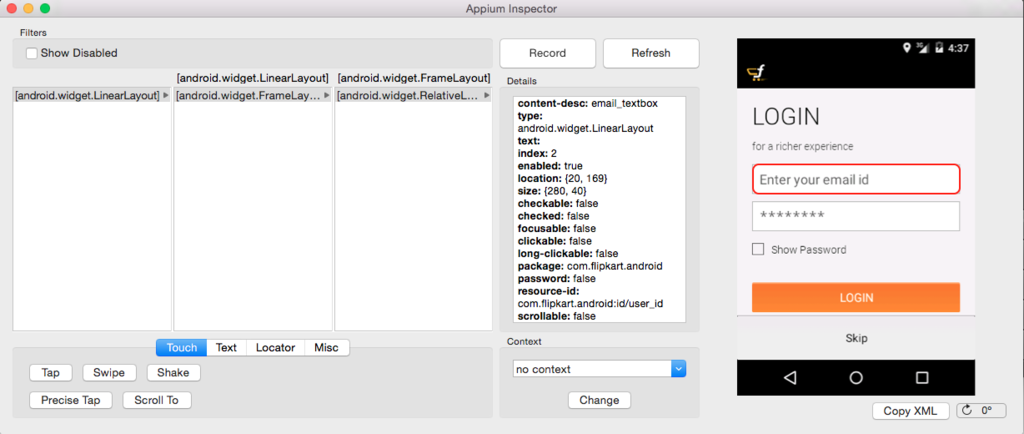 Appium Inspector
Filters
Show Disabled
Record
Refresh
[android.widget.LinearLayout] [android.widget.FrameLayout]
[android.widget.LinearLayout] [android.widget.FrameLay... [android.widget.RelativeL...
Details
content-desc: email_textbox
type:
android.widget.LinearLayout
text:
index: 2
enabled: true
location: {20, 169}
size: {280, 40}
checkable: false
checked: false
focusable: false
clickable: false
long-clickable: false
package: com.flipkart.android
password: false
resource-id:
com.flipkart.android:id/user_id
scrollable: false
Touch Text Locator Misc
Tap Swipe Shake
Precise Tap Scroll To
Context
no context
Change
3G 4:37
f
LOGIN
for a richer experience
Enter your email id
********
Show Password
LOGIN
Skip
Copy XML 0°